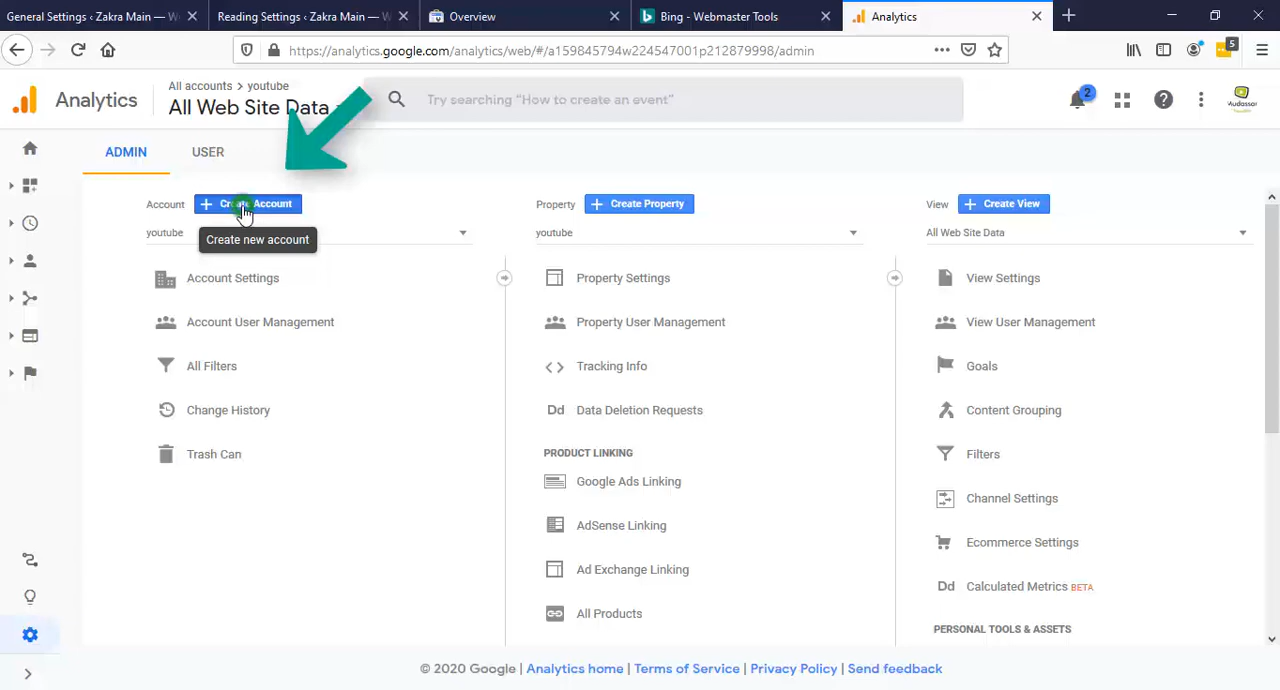 General Settings ‹ Zakra Main — W
Reading Settings ‹ Zakra Main — W
Overview
Bing - Webmaster Tools
Analytics
https://analytics.google.com/analytics/web/#/a159845794w224547001p212879998/admin
5
Analytics
All accounts > youtube
All Web Site Data
Try searching "How to create an event"
2
ADMIN
USER
Account
Create Account
Property
Create Property
View
Create View
youtube
youtube
All Web Site Data
Create new account
Account Settings
Property Settings
View Settings
Account User Management
Property User Management
View User Management
All Filters
Tracking Info
Goals
Change History
Dd Data Deletion Requests
Content Grouping
PRODUCT LINKING
Trash Can
Filters
Google Ads Linking
Channel Settings
AdSense Linking
Ecommerce Settings
Ad Exchange Linking
Dd Calculated Metrics BETA
All Products
PERSONAL TOOLS & ASSETS
© 2020 Google | Analytics home | Terms of Service | Privacy Policy | Send feedback